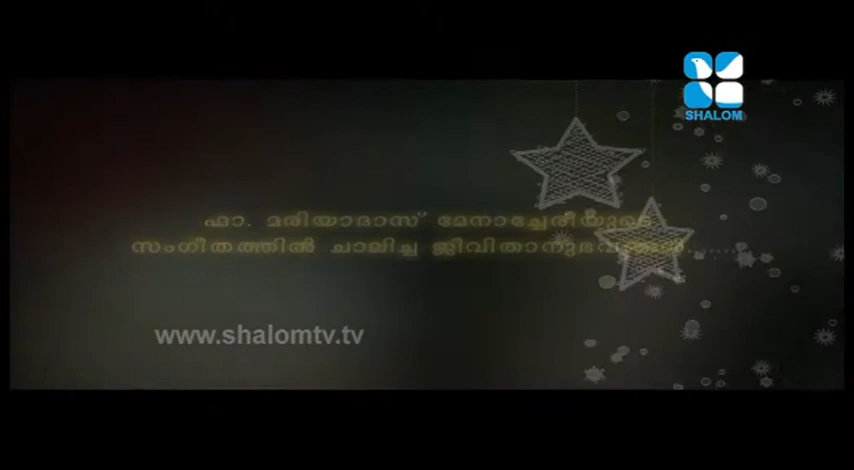 SHALOM
ഫാ. മരിയാദാസ് മേനാച്ചേരീയുടെ
സംഗീതത്തിൽ ചാലിച്ച ജീവിതാനുഭവങ്ങൾ......
www.shalomtv.tv